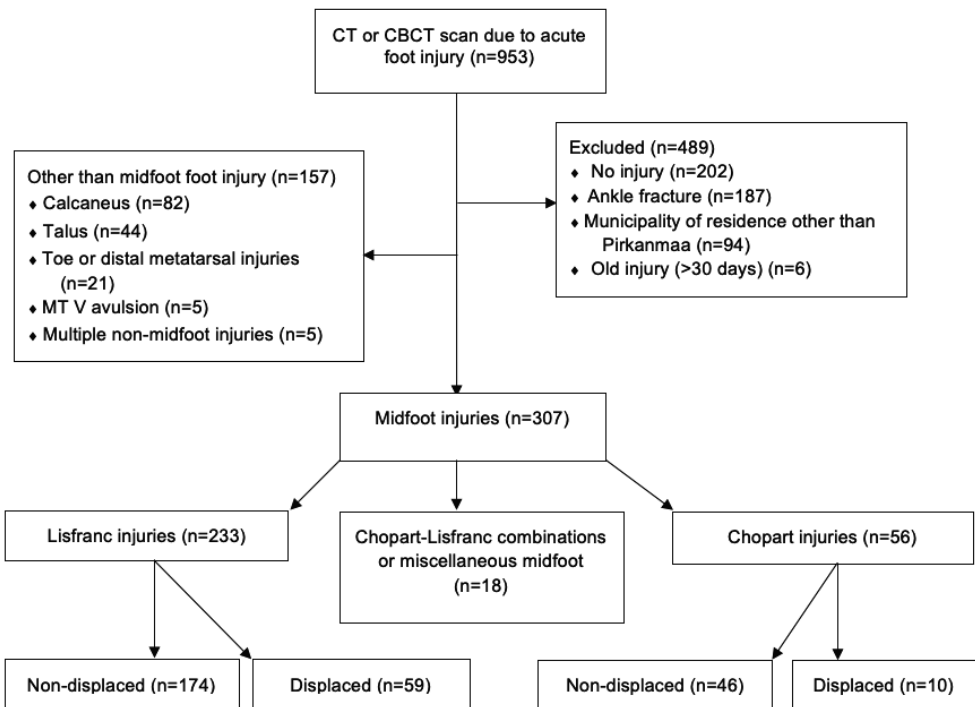 CT or CBCT scan due to acute
foot injury (n=953)
Excluded (n=489)
♦ No injury (n=202)
♦ Ankle fracture (n=187)
♦ Municipality of residence other than
Pirkanmaa (n=94)
♦ Old injury (>30 days) (n=6)
Other than midfoot foot injury (n=157)
♦ Calcaneus (n=82)
♦ Talus (n=44)
♦ Toe or distal metatarsal injuries
(n=21)
♦ MT V avulsion (n=5)
♦ Multiple non-midfoot injuries (n=5)
Midfoot injuries (n=307)
Lisfranc injuries (n=233)
Chopart-Lisfranc combinations
or miscellaneous midfoot
(n=18)
Chopart injuries (n=56)
Non-displaced (n=174)
Displaced (n=59)
Non-displaced (n=46)
Displaced (n=10)